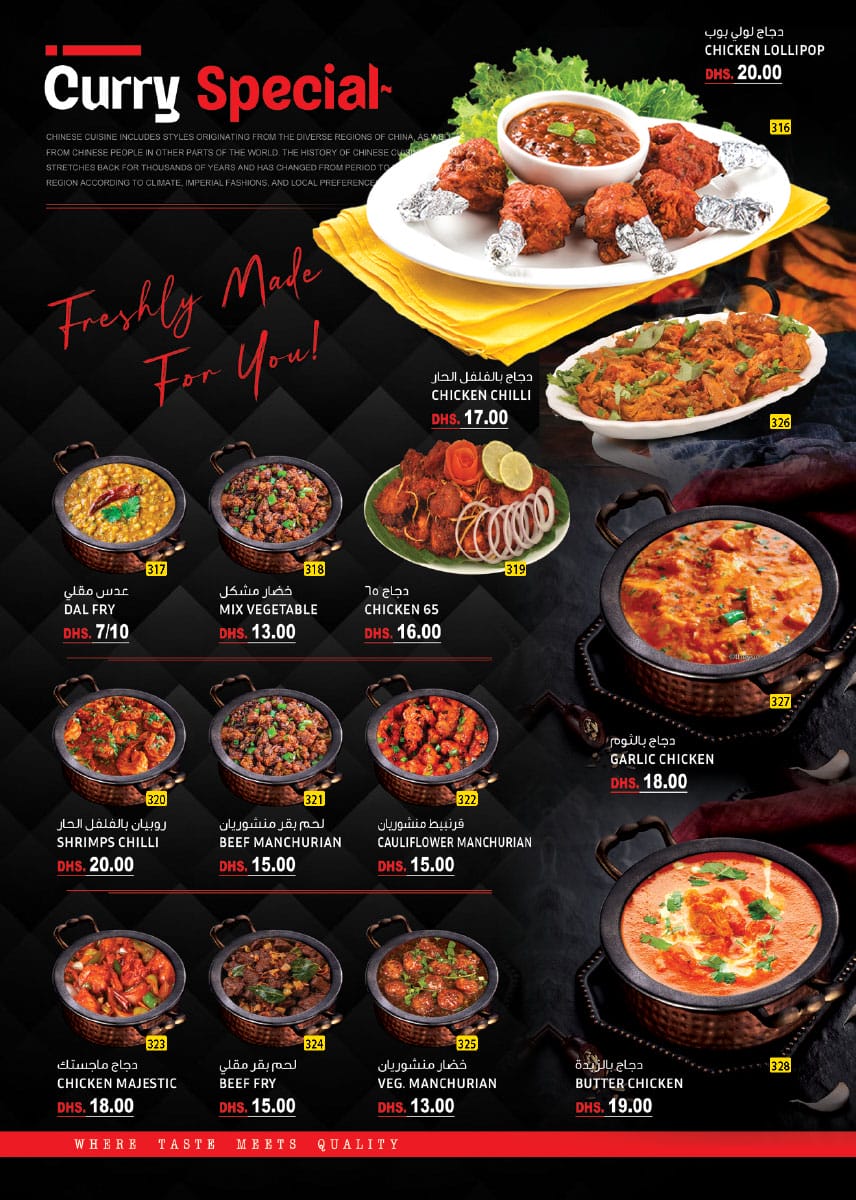 Curry Special
CHINESE CUISINE INCLUDES STYLES ORIGINATING FROM THE DIVERSE REGIONS OF CHINA, AS
FROM CHINESE PEOPLE IN OTHER PARTS OF THE WORLD. THE HISTORY OF CHINESE
STRETCHES BACK FOR THOUSANDS OF YEARS AND HAS CHANGED FROM PERIOD TO
REGION ACCORDING TO CLIMATE, IMPERIAL FASHIONS, AND LOCAL PREFERENCE
Freshly Made
For You!
دجاج لولي بوب
CHICKEN LOLLIPOP
DHS. 20.00
316
دجاج بالفلفل الحار
CHICKEN CHILLI
DHS. 17.00
326
317
عدس مقلي
DAL FRY
DHS. 7/10
318
خضار مشكل
MIX VEGETABLE
DHS. 13.00
319
دجاج ٦٥
CHICKEN 65
DHS. 16.00
327
دجاج بالثوم
GARLIC CHICKEN
DHS. 18.00
320
روبيان بالفلفل الحار
SHRIMPS CHILLI
DHS. 20.00
321
لحم بقر منشوريان
BEEF MANCHURIAN
DHS. 15.00
322
قرنبيط منشوريان
CAULIFLOWER MANCHURIAN
DHS. 15.00
323
دجاج ماجستك
CHICKEN MAJESTIC
DHS. 18.00
324
لحم بقر مقلي
BEEF FRY
DHS. 15.00
325
خضار منشوريان
VEG. MANCHURIAN
DHS. 13.00
328
دجاج بالزبدة
BUTTER CHICKEN
DHS. 19.00
WHERE TASTE MEETS QUALITY